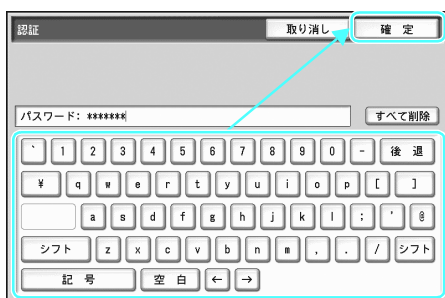 認証 取り消し 確 定
パスワード: *******
すべて削除
` 1 2 3 4 5 6 7 8 9 0 - 後 退
¥ q w e r t y u i o p [ ]
a s d f g h j k l ; ' @
シフト z x c v b n m , . / シフト
記 号 空 白 ← →